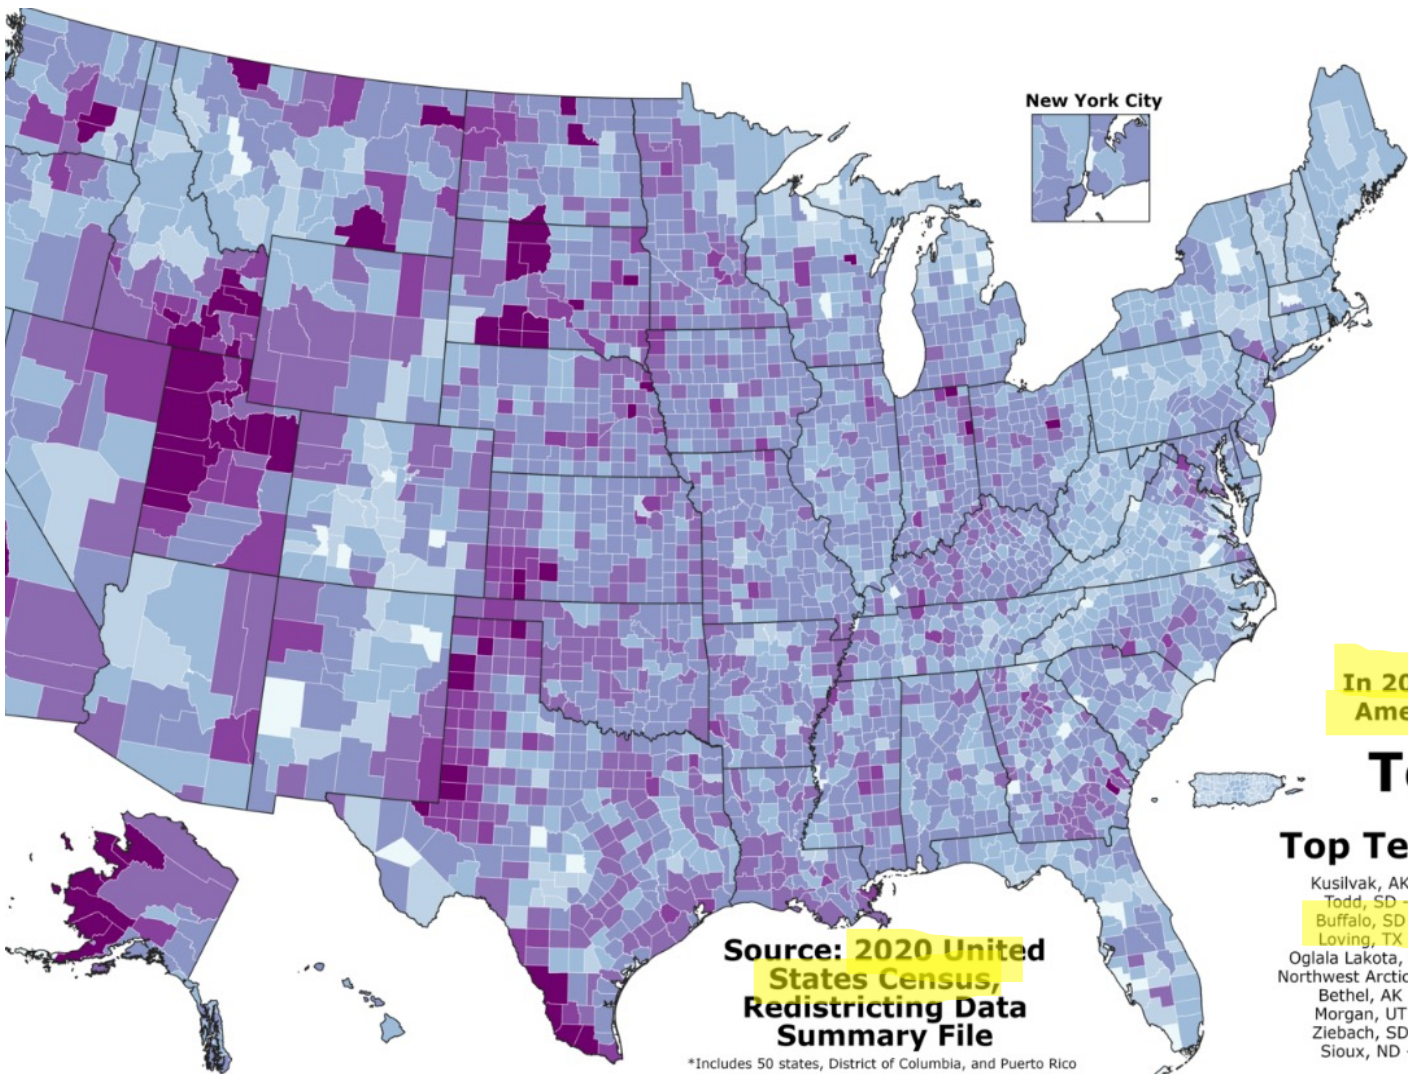 New York City
In 20
Ame
To
Top Te
Kusilvak, AK
Todd, SD -
Buffalo, SD
Loving, TX
Oglala Lakota,
Northwest Arctic
Bethel, AK
Morgan, UT
Ziebach, SD
Sioux, ND -
Source: 2020 United
States Census,
Redistricting Data
Summary File
*Includes 50 states, District of Columbia, and Puerto Rico